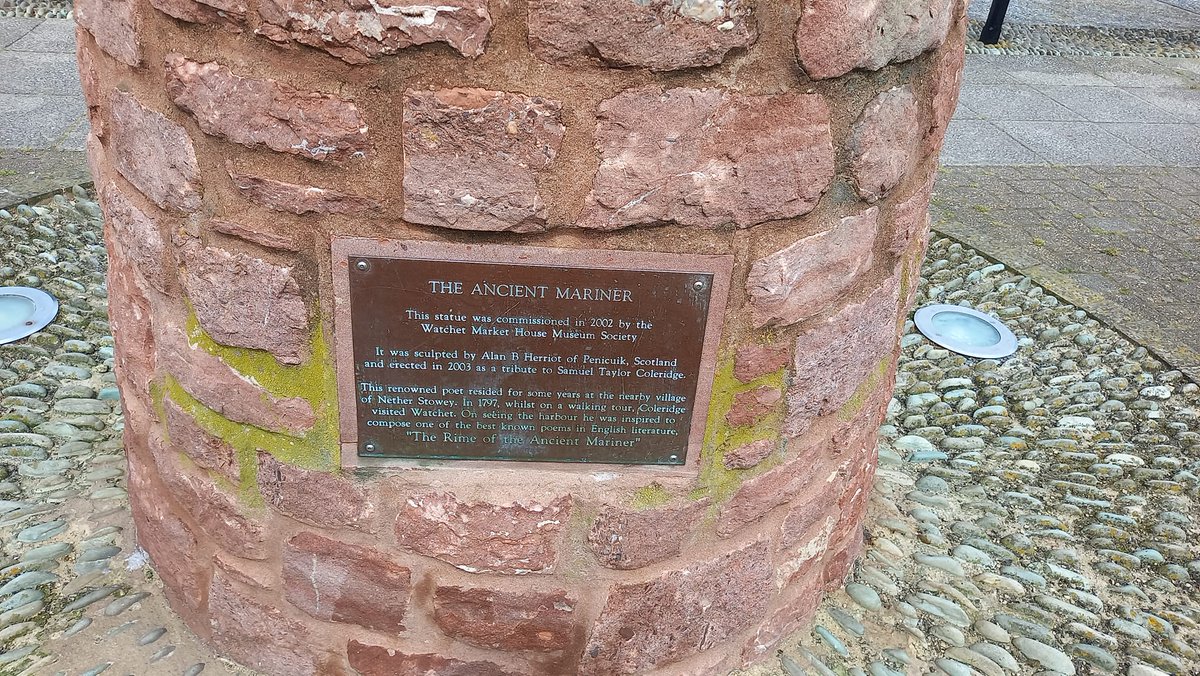 THE ANCIENT MARINER
This statue was commissioned in 2002 by the
Watchet Market House Museum Society
It was sculpted by Alan B Herriot of Penicuik, Scotland
and erected in 2003 as a tribute to Samuel Taylor Coleridge.
This renowned poet resided for some years at the nearby village
of Nether Stowey. In 1797, whilst on a walking tour, Coleridge
visited Watchet. On seeing the harbour he was inspired to
compose one of the best known poems in English literature,
"The Rime of the Ancient Mariner"